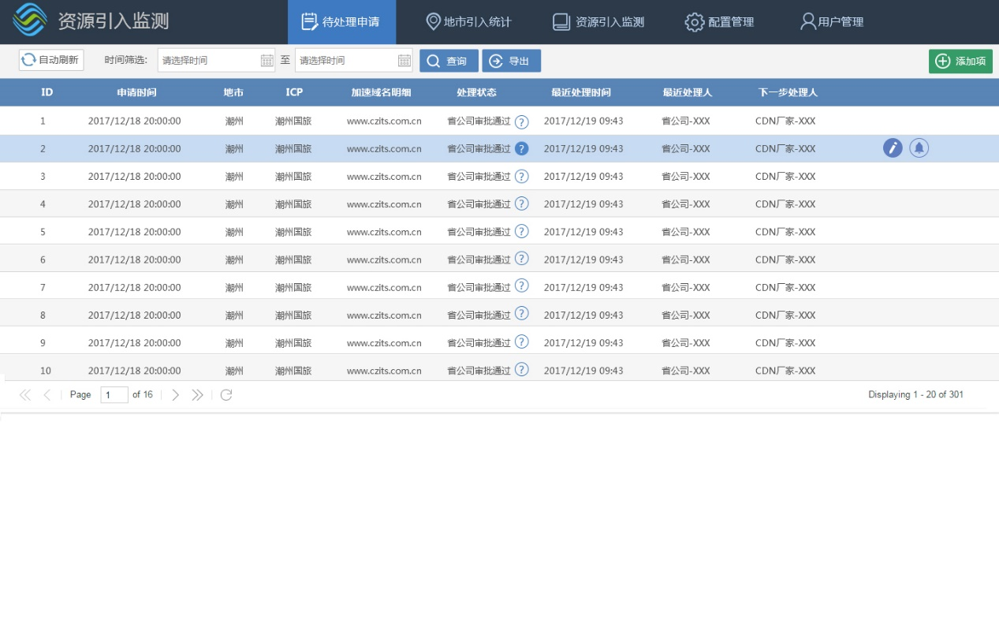 资源引入监测 待处理申请 地市引入统计 资源引入监测 配置管理 用户管理
自动刷新 时间筛选: 请选择时间 至 请选择时间 查询 导出 添加项
ID 申请时间 地市 ICP 加速域名明细 处理状态 最近处理时间 最近处理人 下一步处理人
1 2017/12/18 20:00:00 潮州 潮州国旅 www.czits.com.cn 省公司审批通过 ? 2017/12/19 09:43 省公司-XXX CDN厂家-XXX
2 2017/12/18 20:00:00 潮州 潮州国旅 www.czits.com.cn 省公司审批通过 ? 2017/12/19 09:43 省公司-XXX CDN厂家-XXX
3 2017/12/18 20:00:00 潮州 潮州国旅 www.czits.com.cn 省公司审批通过 ? 2017/12/19 09:43 省公司-XXX CDN厂家-XXX
4 2017/12/18 20:00:00 潮州 潮州国旅 www.czits.com.cn 省公司审批通过 ? 2017/12/19 09:43 省公司-XXX CDN厂家-XXX
5 2017/12/18 20:00:00 潮州 潮州国旅 www.czits.com.cn 省公司审批通过 ? 2017/12/19 09:43 省公司-XXX CDN厂家-XXX
6 2017/12/18 20:00:00 潮州 潮州国旅 www.czits.com.cn 省公司审批通过 ? 2017/12/19 09:43 省公司-XXX CDN厂家-XXX
7 2017/12/18 20:00:00 潮州 潮州国旅 www.czits.com.cn 省公司审批通过 ? 2017/12/19 09:43 省公司-XXX CDN厂家-XXX
8 2017/12/18 20:00:00 潮州 潮州国旅 www.czits.com.cn 省公司审批通过 ? 2017/12/19 09:43 省公司-XXX CDN厂家-XXX
9 2017/12/18 20:00:00 潮州 潮州国旅 www.czits.com.cn 省公司审批通过 ? 2017/12/19 09:43 省公司-XXX CDN厂家-XXX
10 2017/12/18 20:00:00 潮州 潮州国旅 www.czits.com.cn 省公司审批通过 ? 2017/12/19 09:43 省公司-XXX CDN厂家-XXX
Page 1 of 16 Displaying 1 - 20 of 301